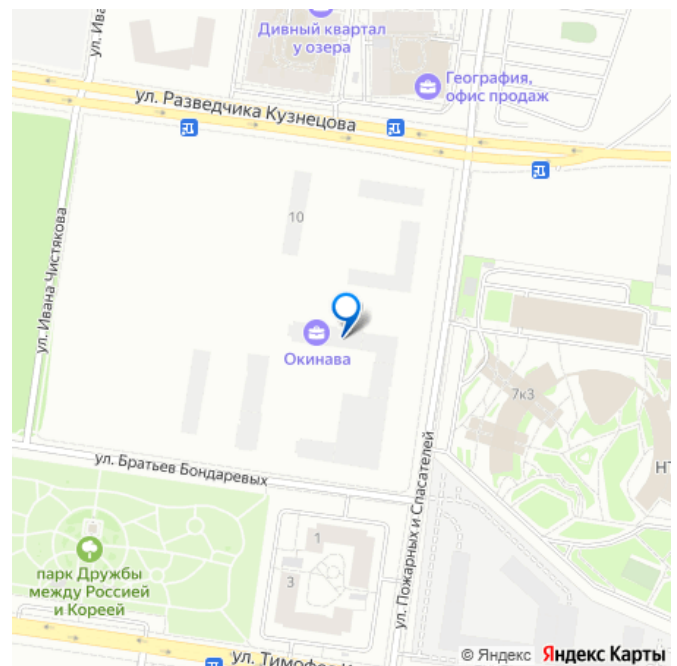 ул. Ива
Дивный квартал
у озера
География,
офис продаж
ул. Разведчика Кузнецова
10
ул. Ивана Чистякова
Окинава
7к3
ул. Братьев Бондаревых
НТ
ул. Пожарных и Спасателей
1
3
парк Дружбы
между Россией
и Кореей
ул. Тимофе
© Яндекс Яндекс Карты